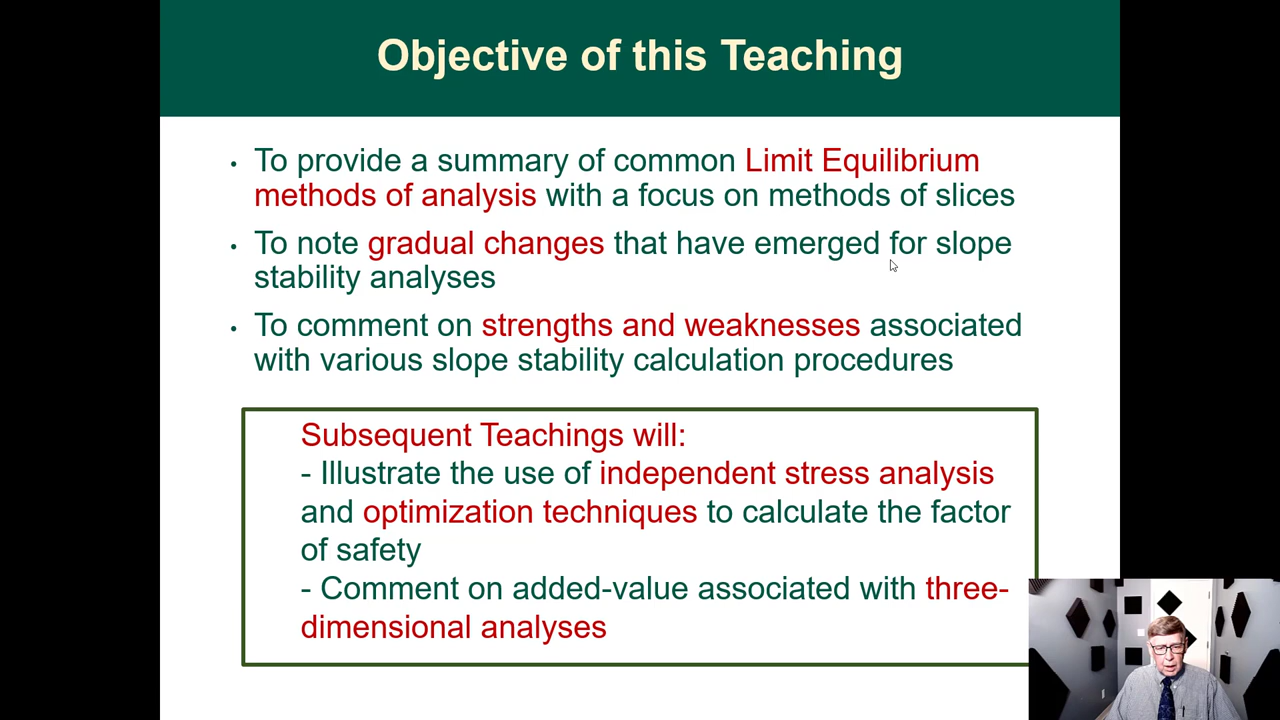 Objective of this Teaching
• To provide a summary of common Limit Equilibrium
methods of analysis with a focus on methods of slices
• To note gradual changes that have emerged for slope
stability analyses
• To comment on strengths and weaknesses associated
with various slope stability calculation procedures
Subsequent Teachings will:
- Illustrate the use of independent stress analysis
and optimization techniques to calculate the factor
of safety
- Comment on added-value associated with three-
dimensional analyses